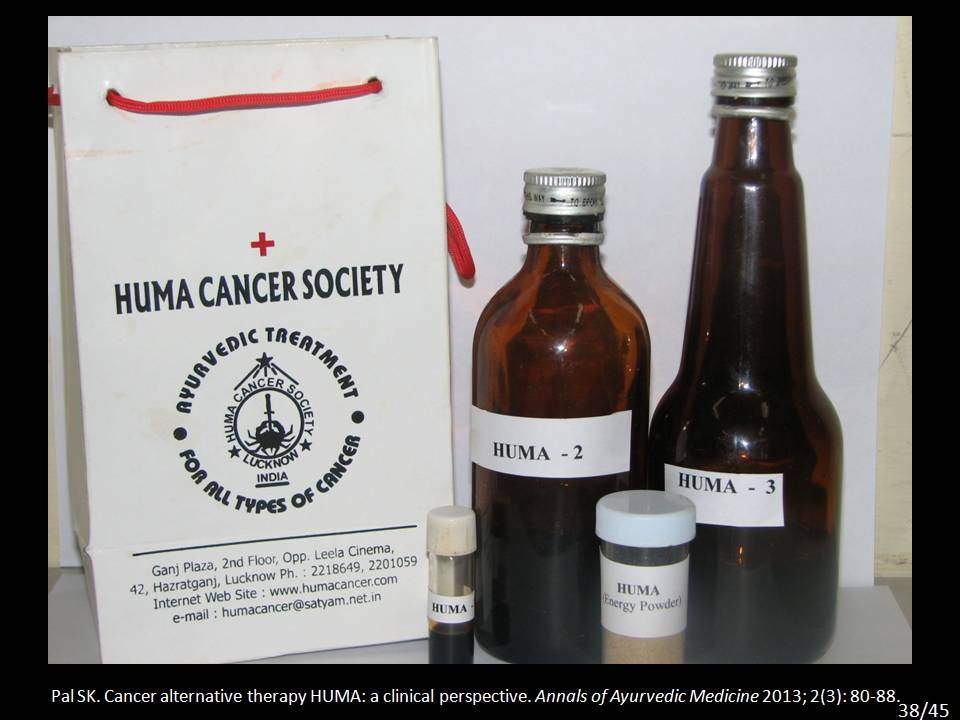 HUMA CANCER SOCIETY
AYURVEDIC TREATMENT
FOR ALL TYPES OF CANCER
HUMA CANCER SOCIETY
LUCKNOW
INDIA
Ganj Plaza, 2nd Floor, Opp. Leela Cinema,
42, Hazratganj, Lucknow Ph. : 2218649, 2201059
Internet Web Site : www.humacancer.com
e-mail : humacancer@satyam.net.in
TO OPEN
HUMA - 2
HUMA - 3
HUMA -
HUMA
(Energy Powder)
Pal SK. Cancer alternative therapy HUMA: a clinical perspective. Annals of Ayurvedic Medicine 2013; 2(3): 80-88.
38/45